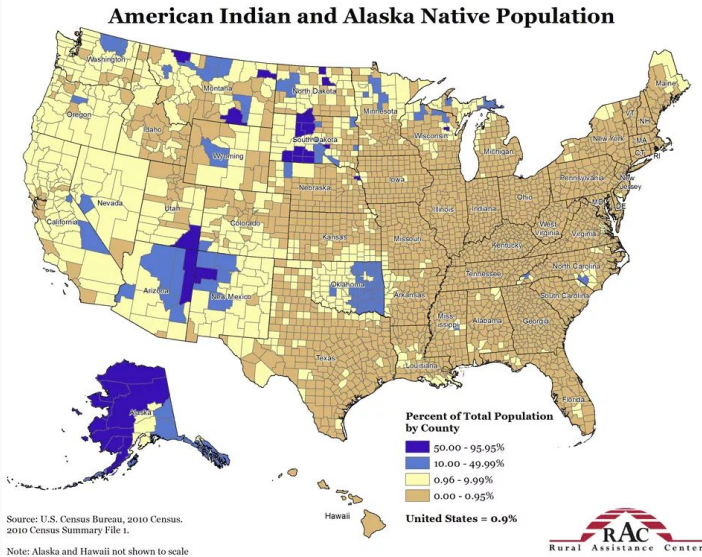 American Indian and Alaska Native Population
Washington
Montana
North Dakota
Minnesota
Maine
Oregon
Idaho
South Dakota
Wisconsin
VT
NH
Wyoming
Michigan
New York
MA
CT
RI
Nebraska
Iowa
Pennsylvania
New
Jersey
Nevada
Utah
Illinois
Indiana
Ohio
MD
DE
California
Colorado
Kansas
Missouri
West
Virginia
Virginia
Kentucky
Arizona
New Mexico
Oklahoma
Arkansas
Tennessee
North Carolina
South Carolina
Miss-
issippi
Alabama
Georgia
Texas
Louisiana
Florida
Alaska
Hawaii
Percent of Total Population
by County
50.00 - 95.95%
10.00 - 49.99%
0.96 - 9.99%
0.00 - 0.95%
United States = 0.9%
Source: U.S. Census Bureau, 2010 Census.
2010 Census Summary File 1.
Note: Alaska and Hawaii not shown to scale
RAC
Rural Assistance Center